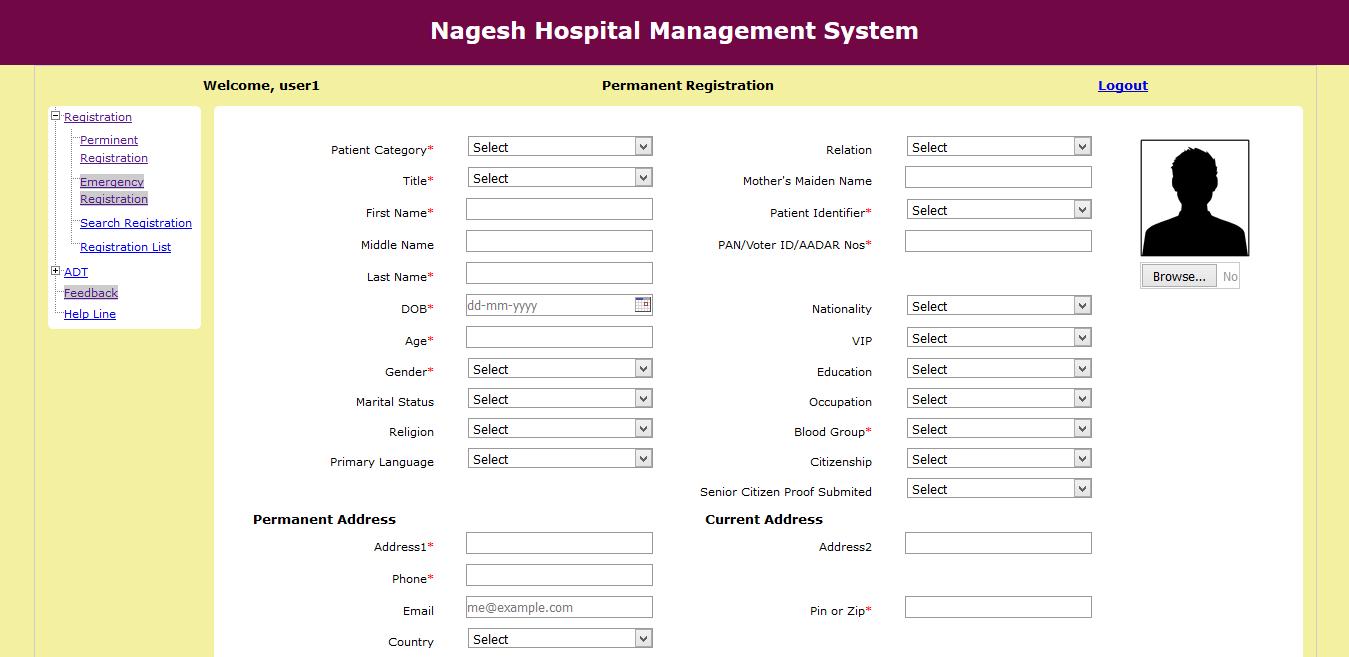 Nagesh Hospital Management System
Welcome, user1 Permanent Registration Logout
Registration
Perminent
Registration
Emergency
Registration
Search Registration
Registration List
ADT
Feedback
Help Line
Patient Category* Select Relation Select
Title* Select Mother's Maiden Name
First Name* Patient Identifier* Select
Middle Name PAN/Voter ID/AADAR Nos*
Last Name* Browse... No
DOB* dd-mm-yyyy Nationality Select
Age* VIP Select
Gender* Select Education Select
Marital Status Select Occupation Select
Religion Select Blood Group* Select
Primary Language Select Citizenship Select
Senior Citizen Proof Submited Select
Permanent Address Current Address
Address1* Address2
Phone*
Email me@example.com Pin or Zip*
Country Select